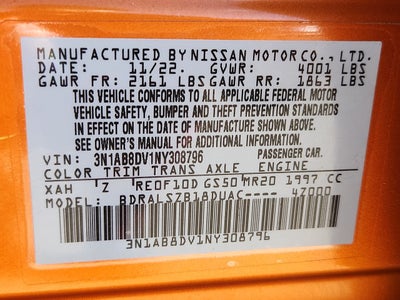 MANUFACTURED BY NISSAN MOTOR CO., LTD.
DATE: 11/22. GVWR: 4001 LBS
GAWR FR: 2161 LBS GAWR RR: 1863 LBS
THIS VEHICLE CONFORMS TO ALL APPLICABLE FEDERAL MOTOR
VEHICLE SAFETY, BUMPER AND THEFT PREVENTION STANDARDS
IN EFFECT ON THE DATE OF MANUFACTURE SHOWN ABOVE.
SEE OWNER'S MANUAL FOR ADDITIONAL INFORMATION.
VIN: 3N1AB8DV1NY308796 PASSENGER CAR.
COLOR TRIM TRANS AXLE ENGINE
XAH 'Z RE0F10D GS50 MR20 1997 CC
MODEL: BDRALSZB18DUAC---- 4Z000
3N1AB8DV1NY308796